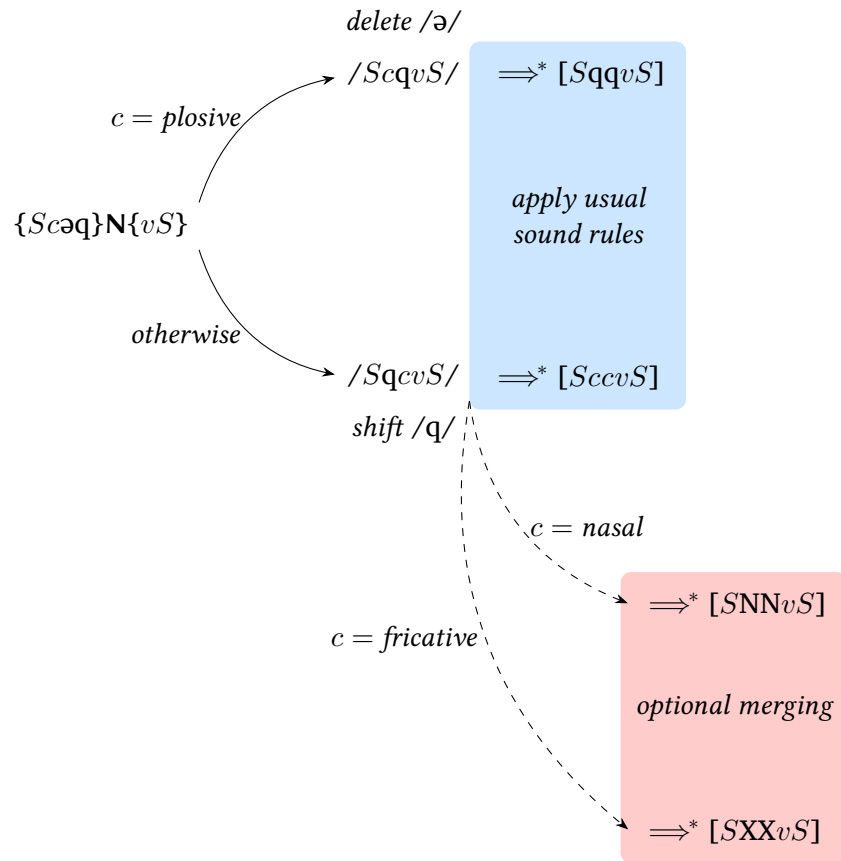 delete /ə/
/ScqvS/ ⟹* [SqqvS]
c = plosive
apply usual
sound rules
{Scəq}N{vS}
otherwise
/SqcvS/ ⟹* [SccvS]
shift /q/
c = nasal
⟹* [SNNvS]
c = fricative
optional merging
⟹* [SXXvS]